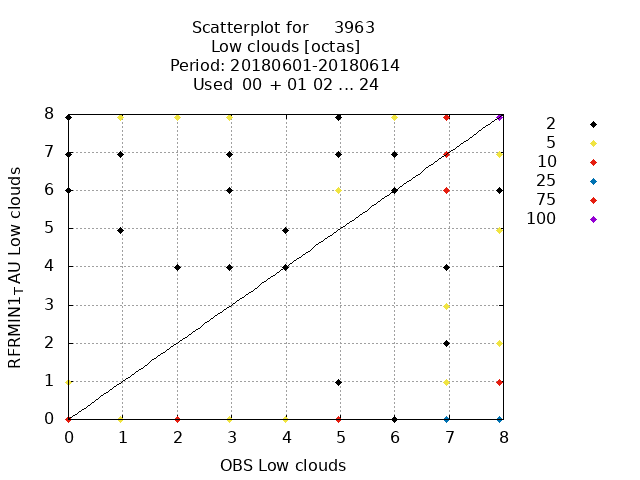 Scatterplot for 3963
Low clouds [octas]
Period: 20180601-20180614
Used 00 + 01 02 ... 24
8
7
6
5
4
3
2
1
0
0 1 2 3 4 5 6 7 8
RFRMIN1T AU Low clouds
OBS Low clouds
2
5
10
25
75
100